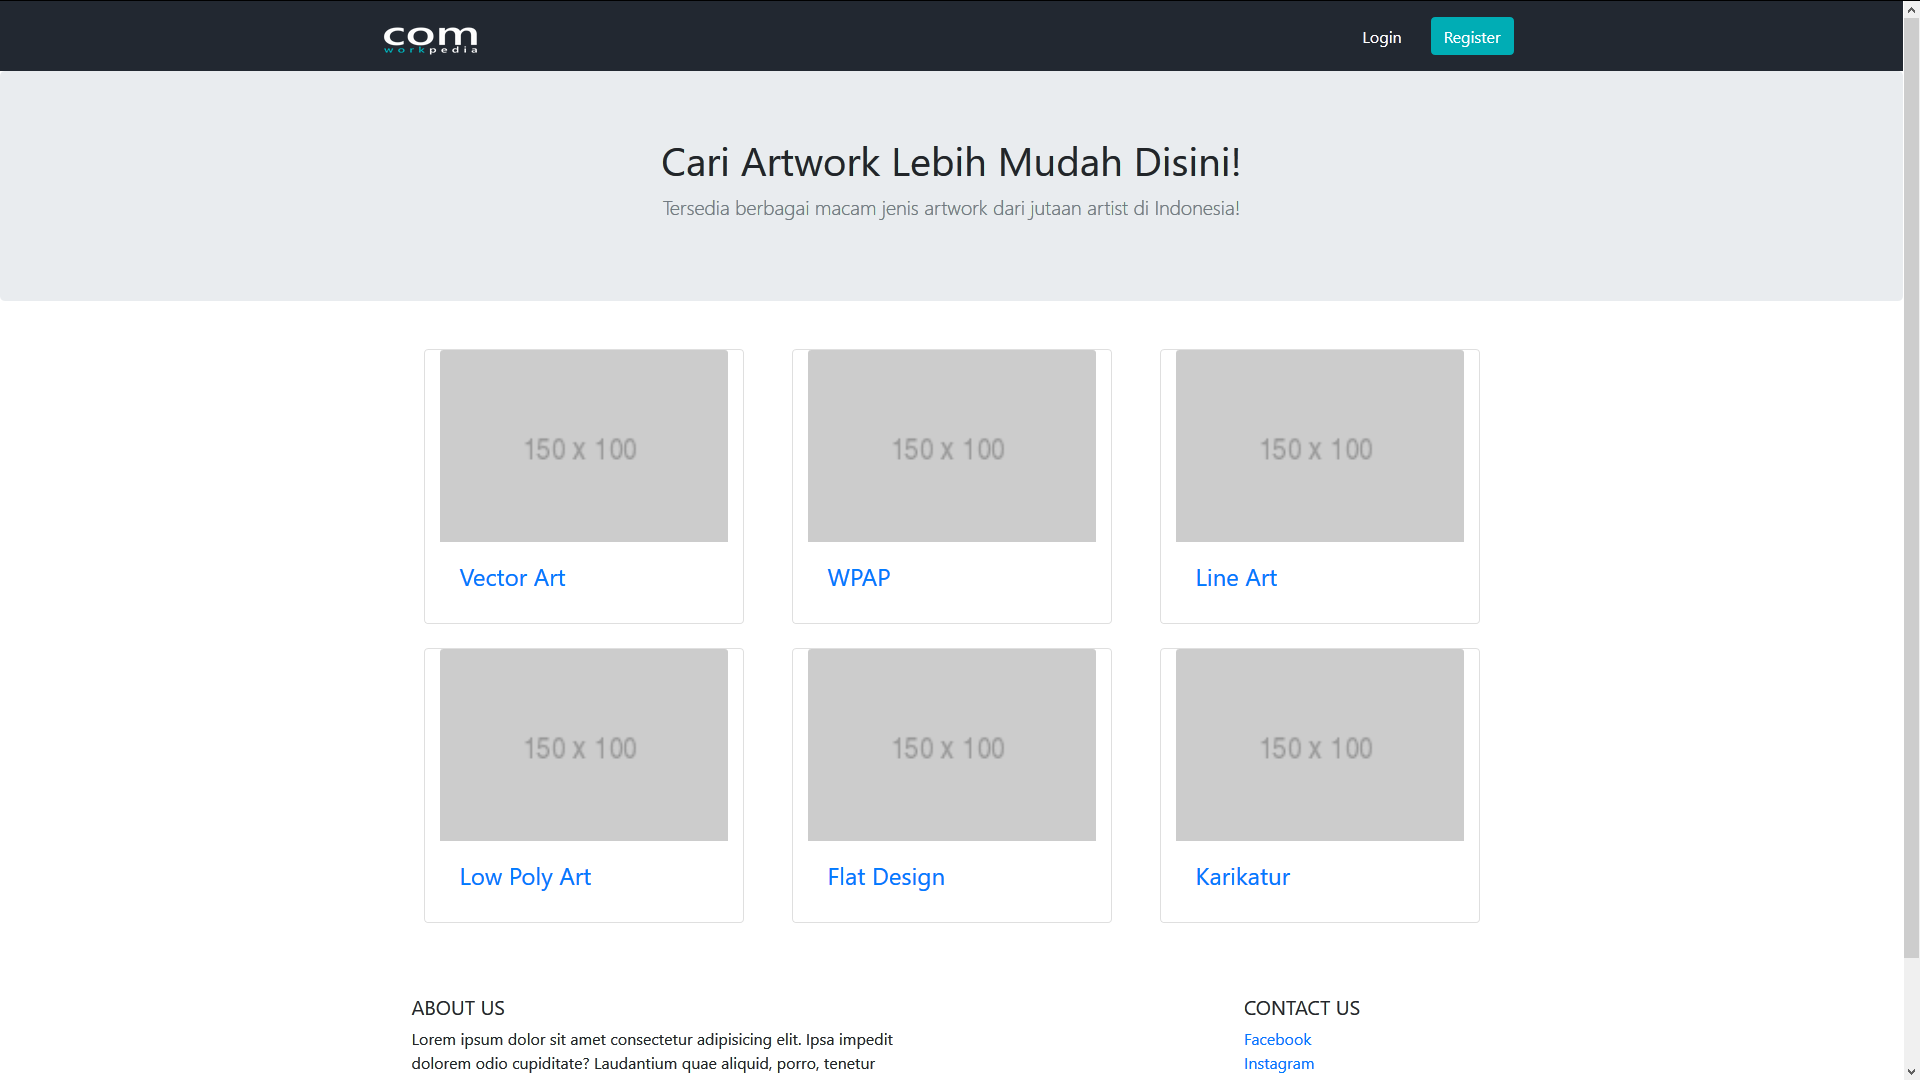 com
workpedia
Login
Register
Cari Artwork Lebih Mudah Disini!
Tersedia berbagai macam jenis artwork dari jutaan artist di Indonesia!
150 x 100
150 x 100
150 x 100
Vector Art
WPAP
Line Art
150 x 100
150 x 100
150 x 100
Low Poly Art
Flat Design
Karikatur
ABOUT US
Lorem ipsum dolor sit amet consectetur adipisicing elit. Ipsa impedit
dolorem odio cupiditate? Laudantium quae aliquid, porro, tenetur
CONTACT US
Facebook
Instagram